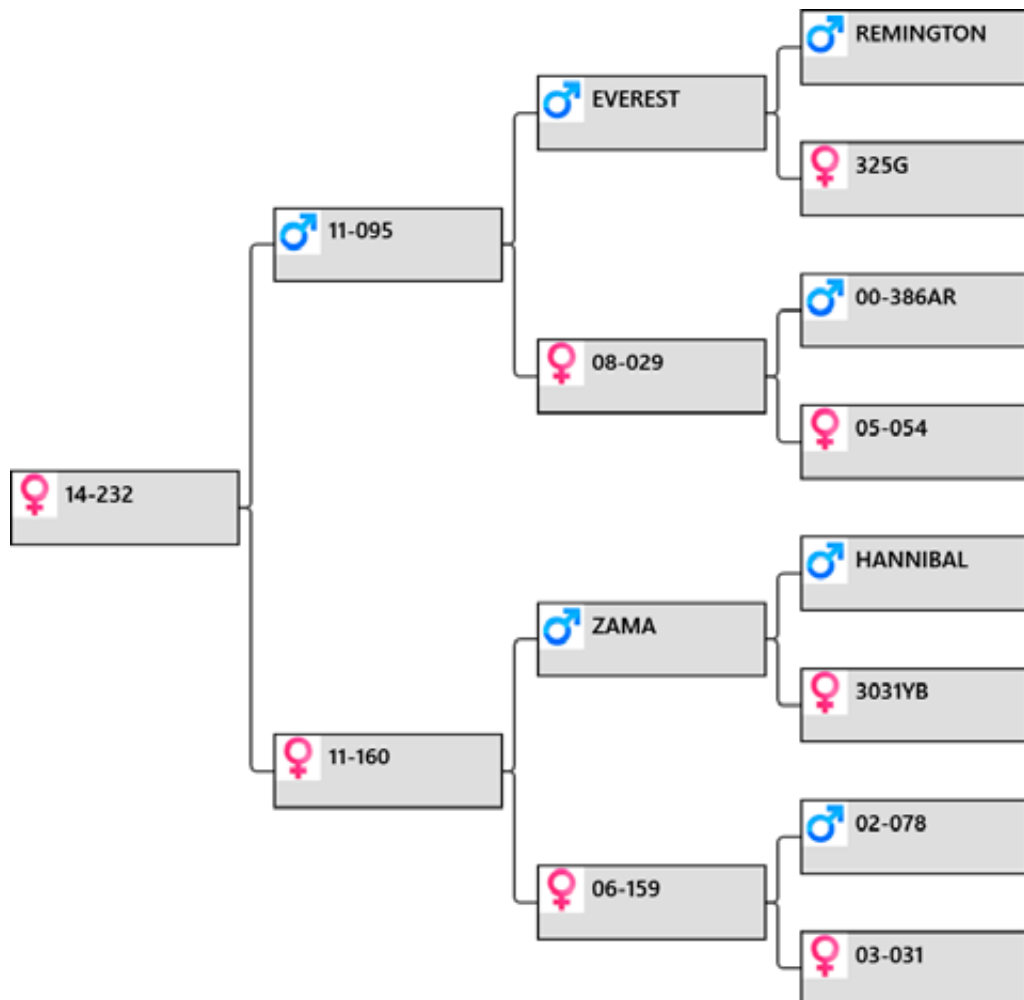 REMINGTON
EVEREST
325G
11-095
00-386AR
08-029
05-054
14-232
HANNIBAL
ZAMA
3031YB
11-160
02-078
06-159
03-031